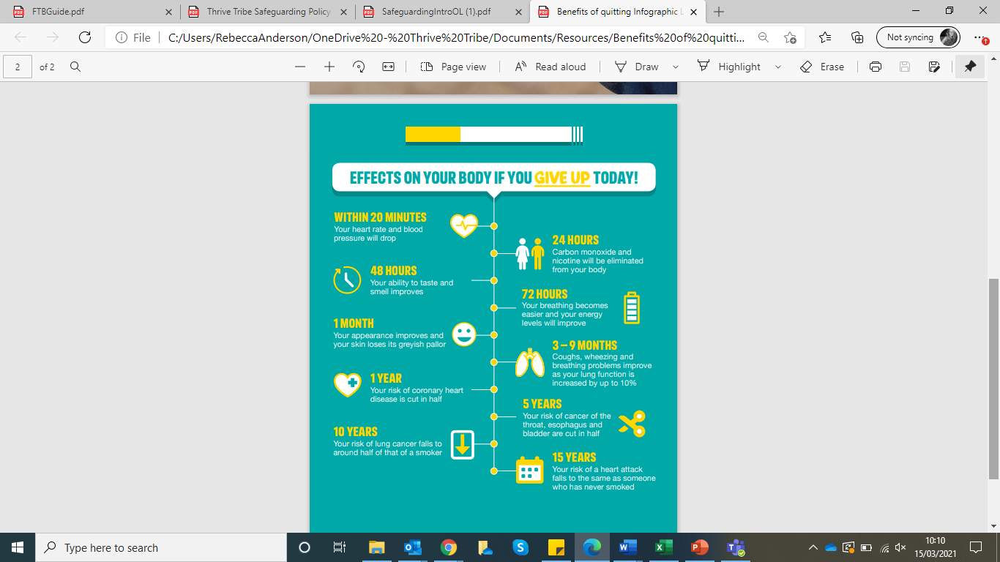 FTBGuide.pdf
Thrive Tribe Safeguarding Policy
SafeguardingIntroOL (1).pdf
Benefits of quitting Infographic
File
C:/Users/RebeccaAnderson/OneDrive%20-%20Thrive%20Tribe/Documents/Resources/Benefits%20of%20quitti...
Not syncing
2 of 2
Page view
Read aloud
Draw
Highlight
Erase
EFFECTS ON YOUR BODY IF YOU GIVE UP TODAY!
WITHIN 20 MINUTES
Your heart rate and blood
pressure will drop
24 HOURS
Carbon monoxide and
nicotine will be eliminated
from your body
48 HOURS
Your ability to taste and
smell improves
72 HOURS
Your breathing becomes
easier and your energy
levels will improve
1 MONTH
Your appearance improves and
your skin loses its greyish pallor
3 – 9 MONTHS
Coughs, wheezing and
breathing problems improve
as your lung function is
increased by up to 10%
1 YEAR
Your risk of coronary heart
disease is cut in half
5 YEARS
Your risk of cancer of the
throat, esophagus and
bladder are cut in half
10 YEARS
Your risk of lung cancer falls to
around half of that of a smoker
15 YEARS
Your risk of a heart attack
falls to the same as someone
who has never smoked
Type here to search
10:10
15/03/2021